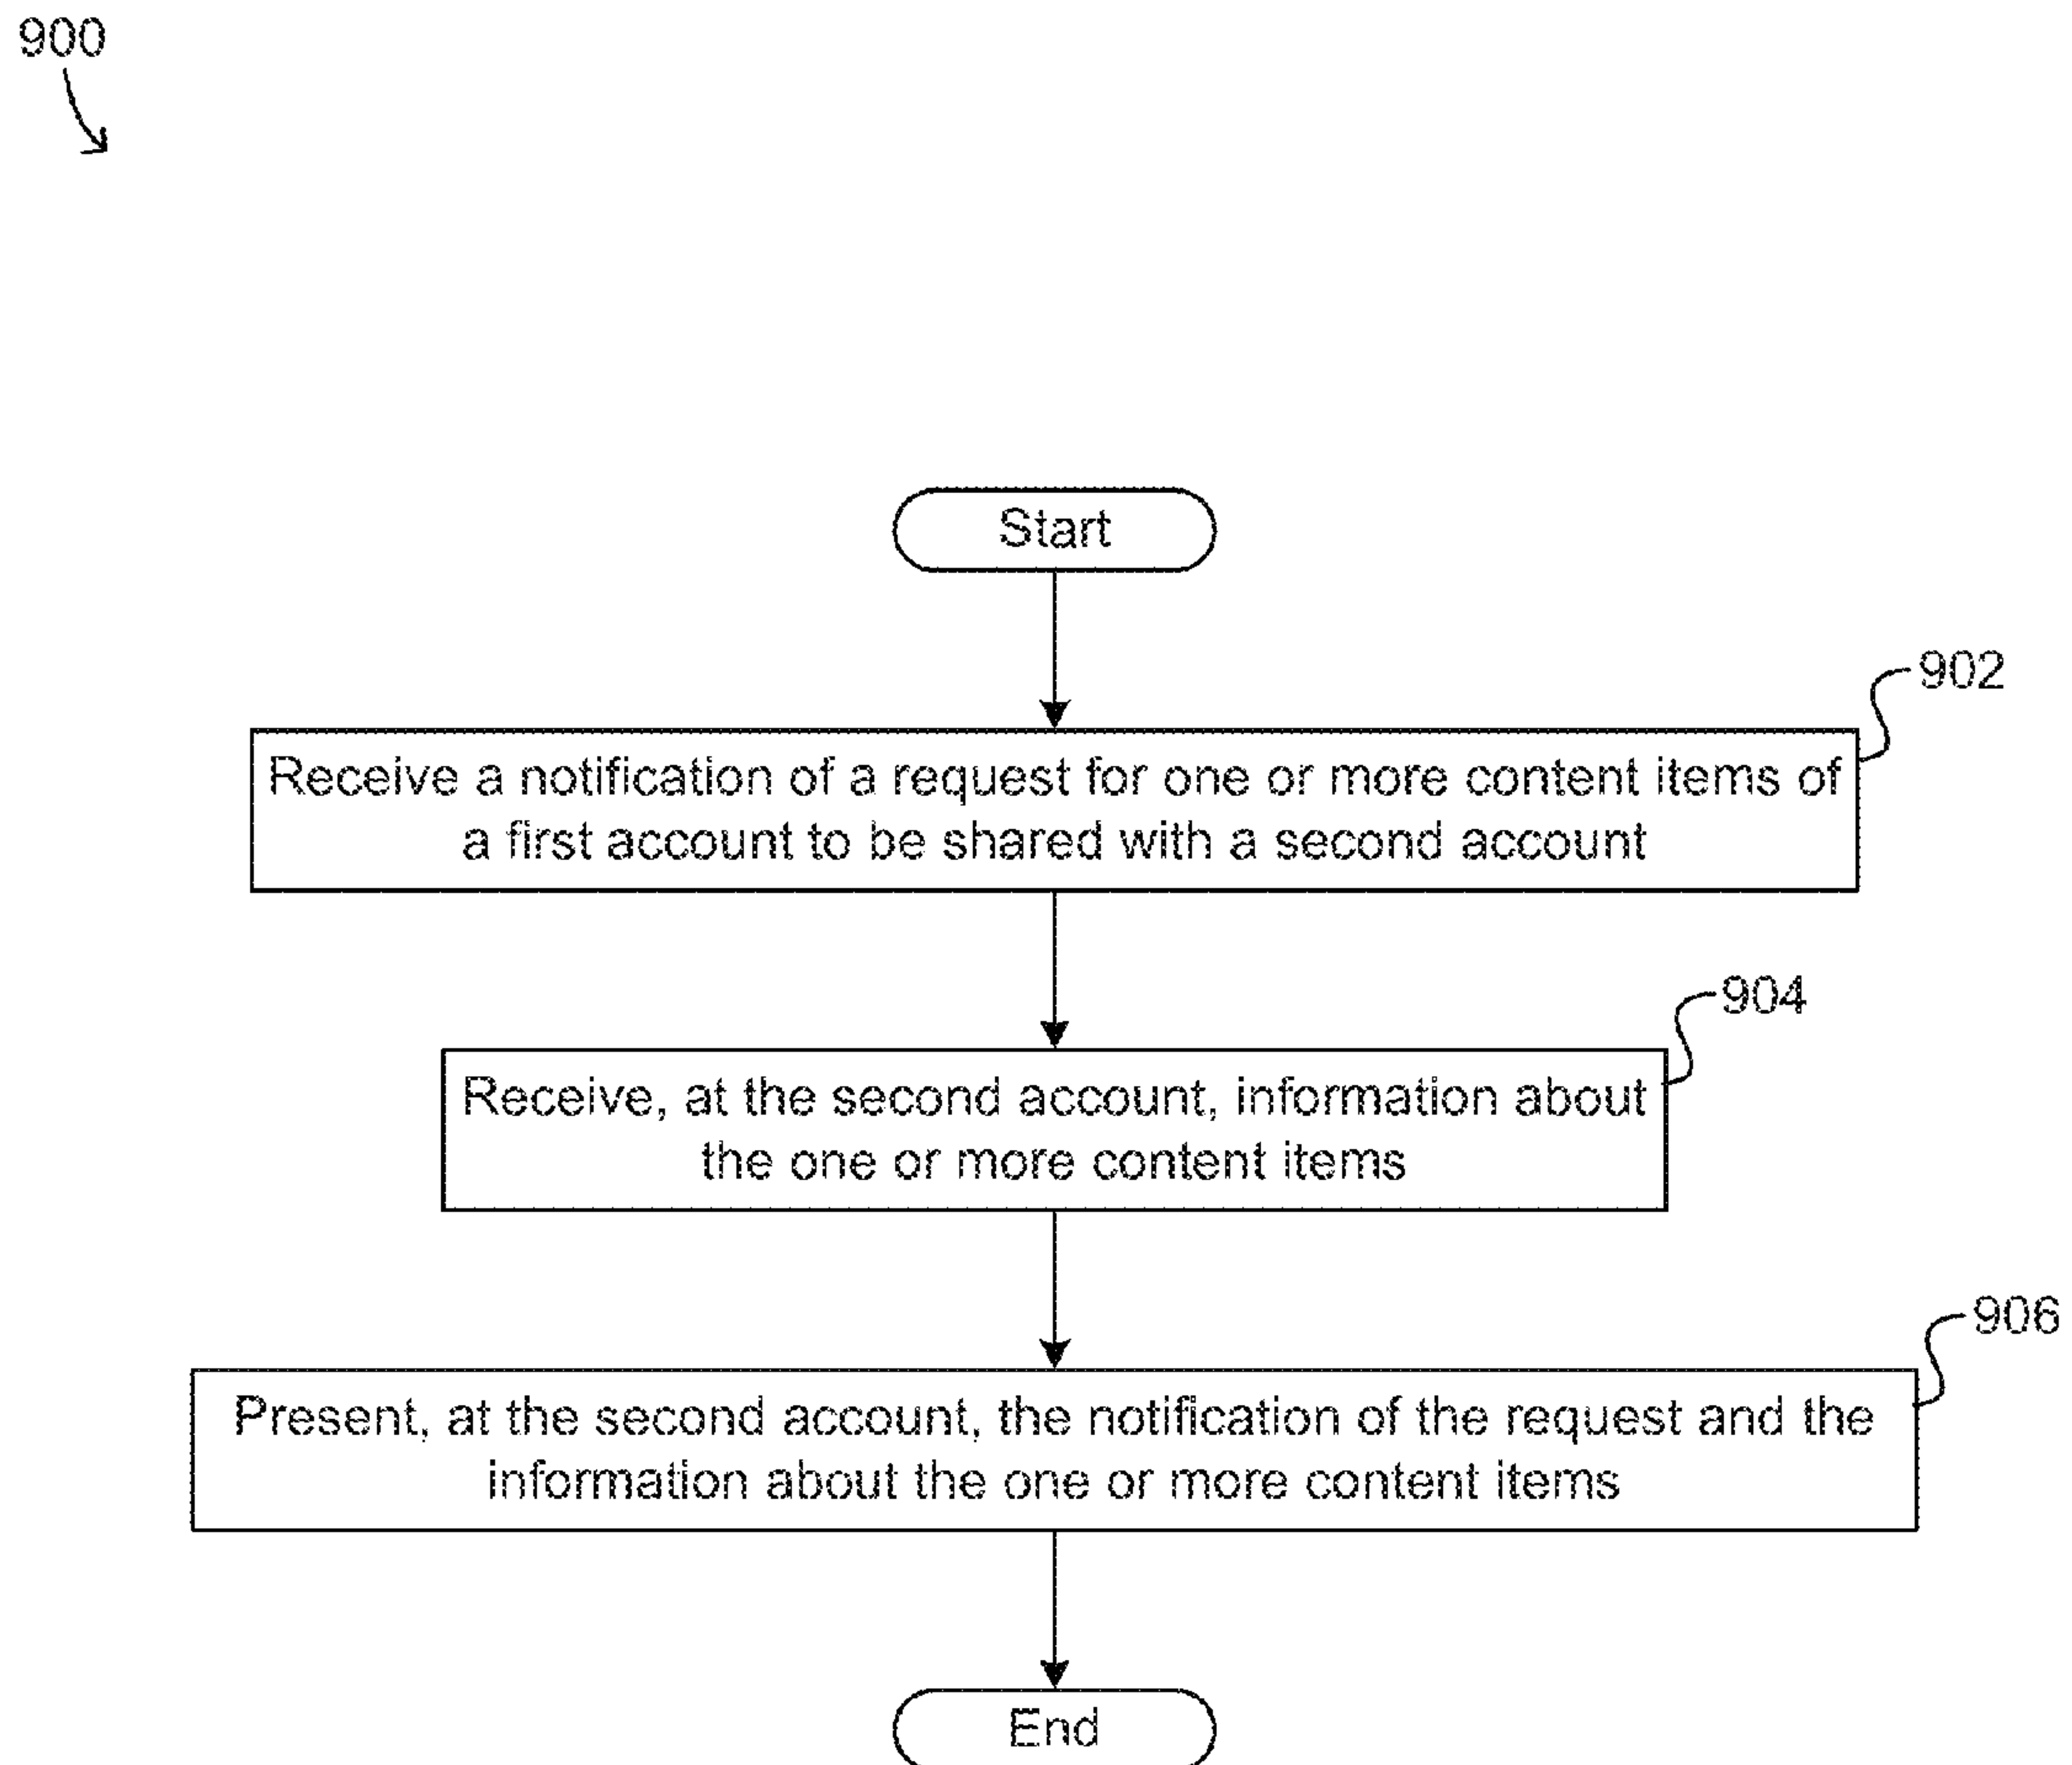 900
Start
902
Receive a notification of a request for one or more content items of
a first account to be shared with a second account
904
Receive, at the second account, information about
the one or more content items
906
Present, at the second account, the notification of the request and the
information about the one or more content items
End